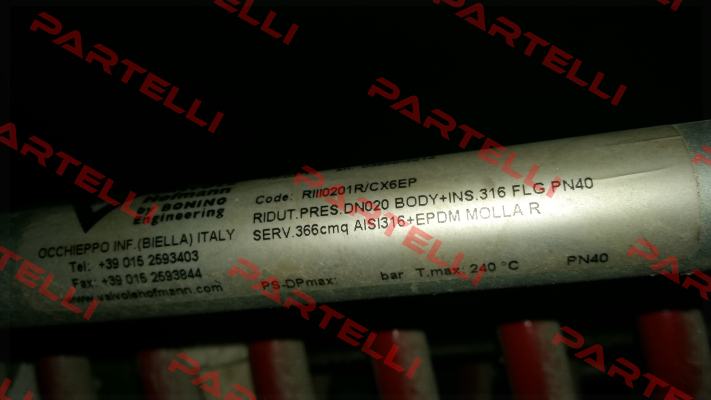 Hofmann
BY BONINO
Engineering
OCCHIEPPO INF.(BIELLA) ITALY
Tel: +39 015 2593403
Fax: +39 015 2593844
www.valvolehofmann.com
Code: RIII0201R/CX6EP
RIDUT.PRES.DN020 BODY+INS.316 FLG PN40
SERV.366cmq AISI316+EPDM MOLLA R
PS-DPmax: bar T.max: 240 °C PN40
PARTELLI
PARTELLI
PARTELLI
PARTELLI
PARTELLI
PARTELLI
PARTELLI
PARTELLI